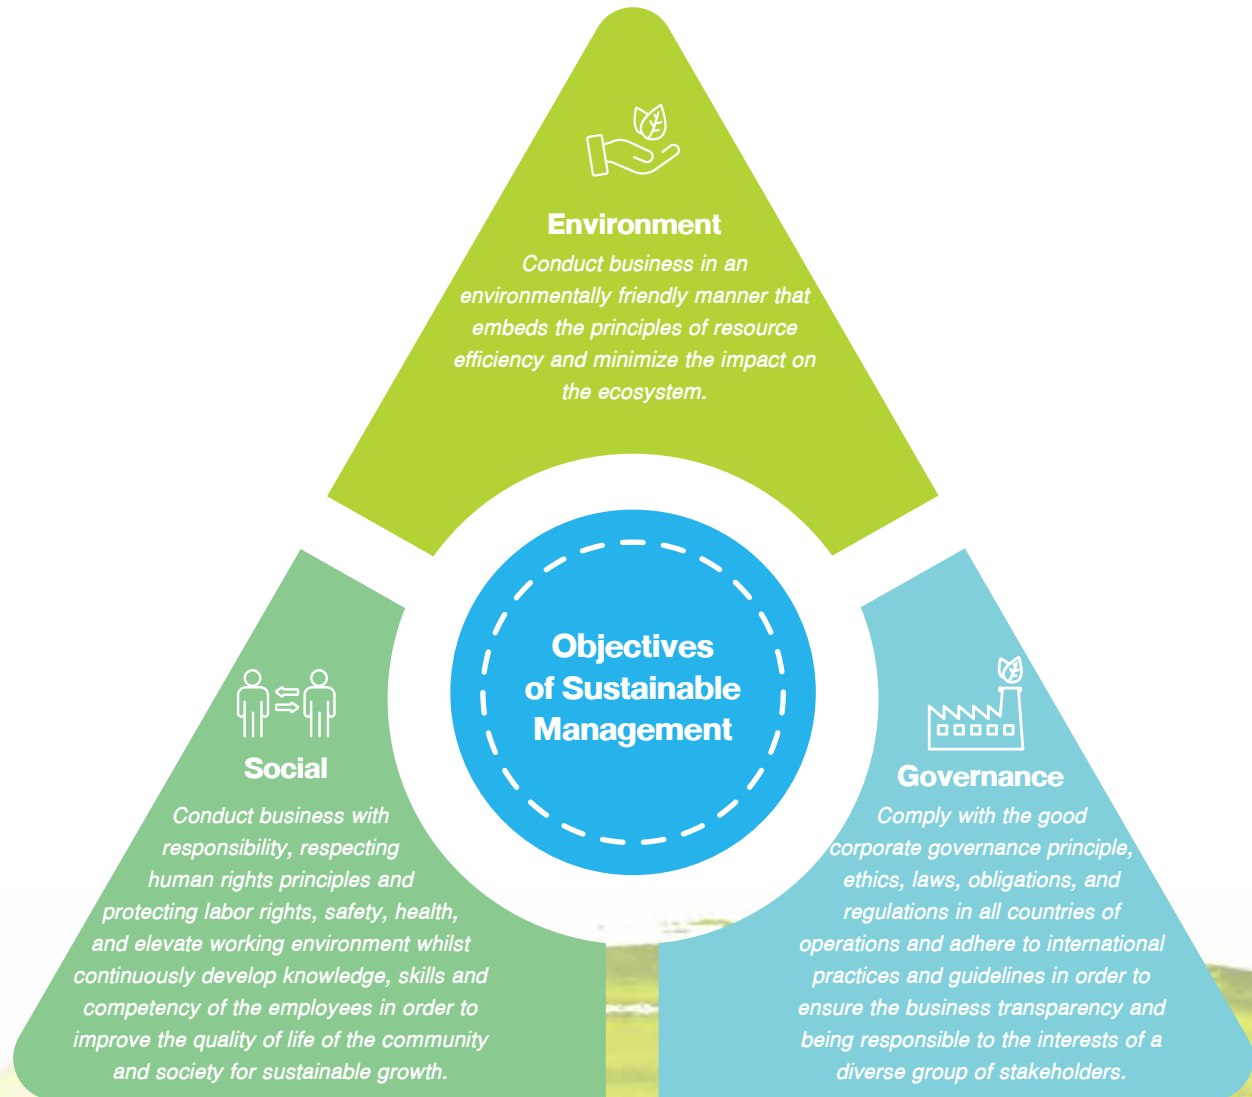 Environment
Conduct business in an
environmentally friendly manner that
embeds the principles of resource
efficiency and minimize the impact on
the ecosystem.
Objectives
of Sustainable
Management
Social
Conduct business with
responsibility, respecting
human rights principles and
protecting labor rights, safety, health,
and elevate working environment whilst
continuously develop knowledge, skills and
competency of the employees in order to
improve the quality of life of the community
and society for sustainable growth.
Governance
Comply with the good
corporate governance principle,
ethics, laws, obligations, and
regulations in all countries of
operations and adhere to international
practices and guidelines in order to
ensure the business transparency and
being responsible to the interests of a
diverse group of stakeholders.